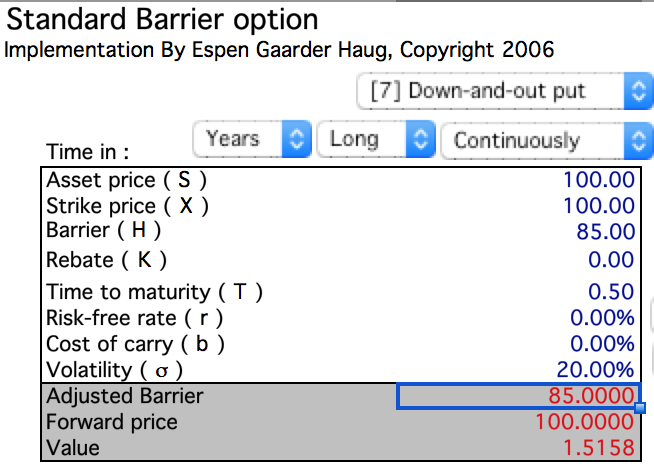 Standard Barrier option
Implementation By Espen Gaarder Haug, Copyright 2006
[7] Down-and-out put
Time in : Years Long Continuously
Asset price ( S ) 100.00
Strike price ( X ) 100.00
Barrier ( H ) 85.00
Rebate ( K ) 0.00
Time to maturity ( T ) 0.50
Risk-free rate ( r ) 0.00%
Cost of carry ( b ) 0.00%
Volatility ( σ ) 20.00%
Adjusted Barrier 85.0000
Forward price 100.0000
Value 1.5158